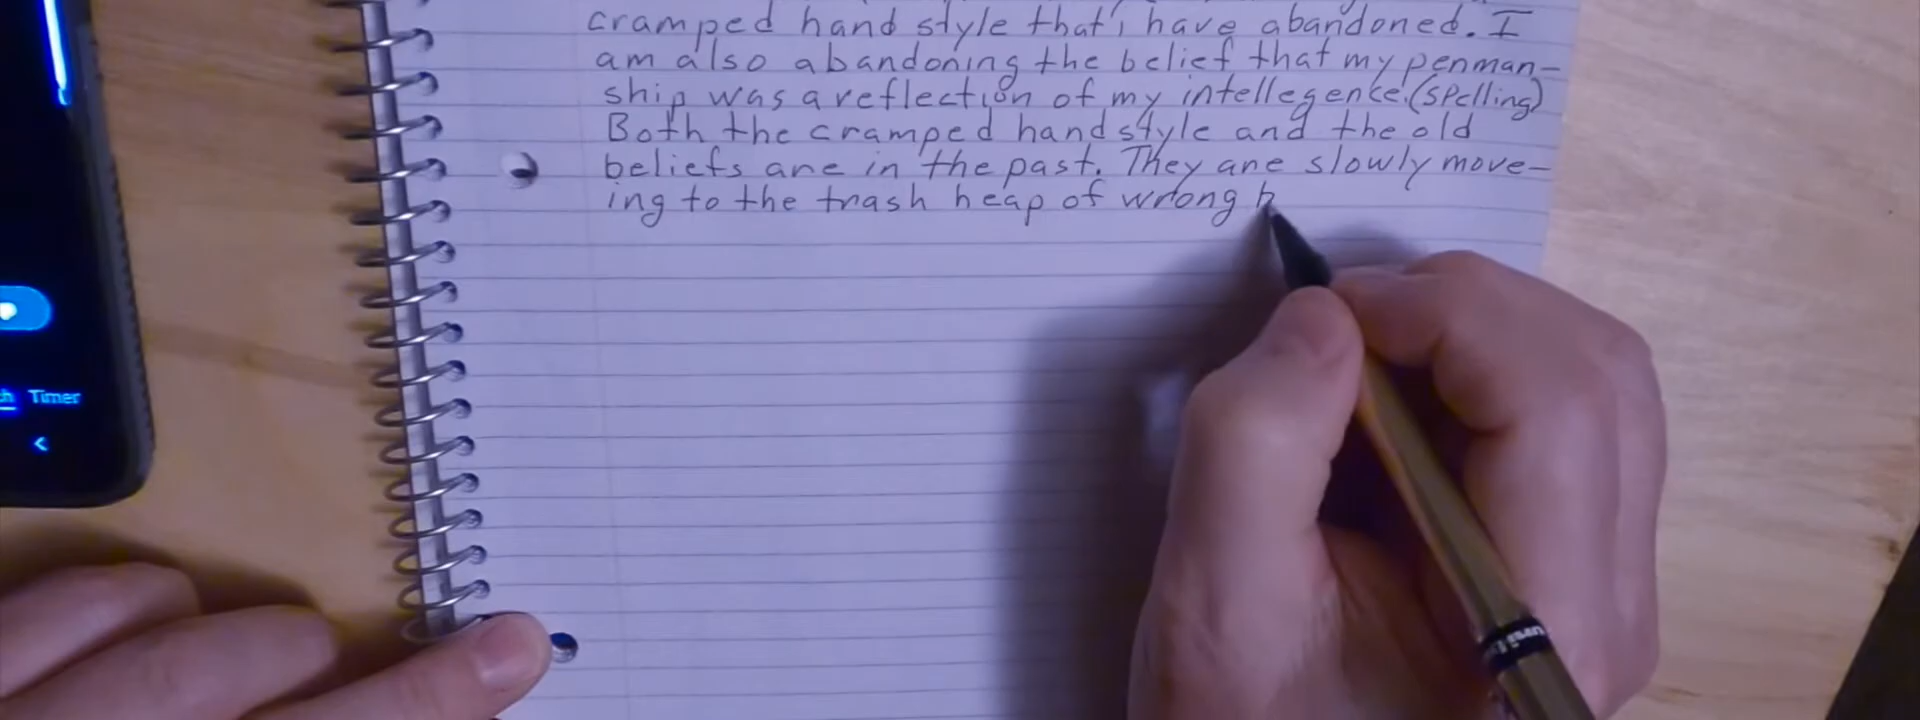 cramped hand style that i have abandoned. I
am also abandoning the belief that my penman-
ship was a reflection of my intellegence! (spelling)
Both the cramped hand style and the old
beliefs are in the past. They are slowly move-
ing to the trash heap of wrong b
Timer
uni